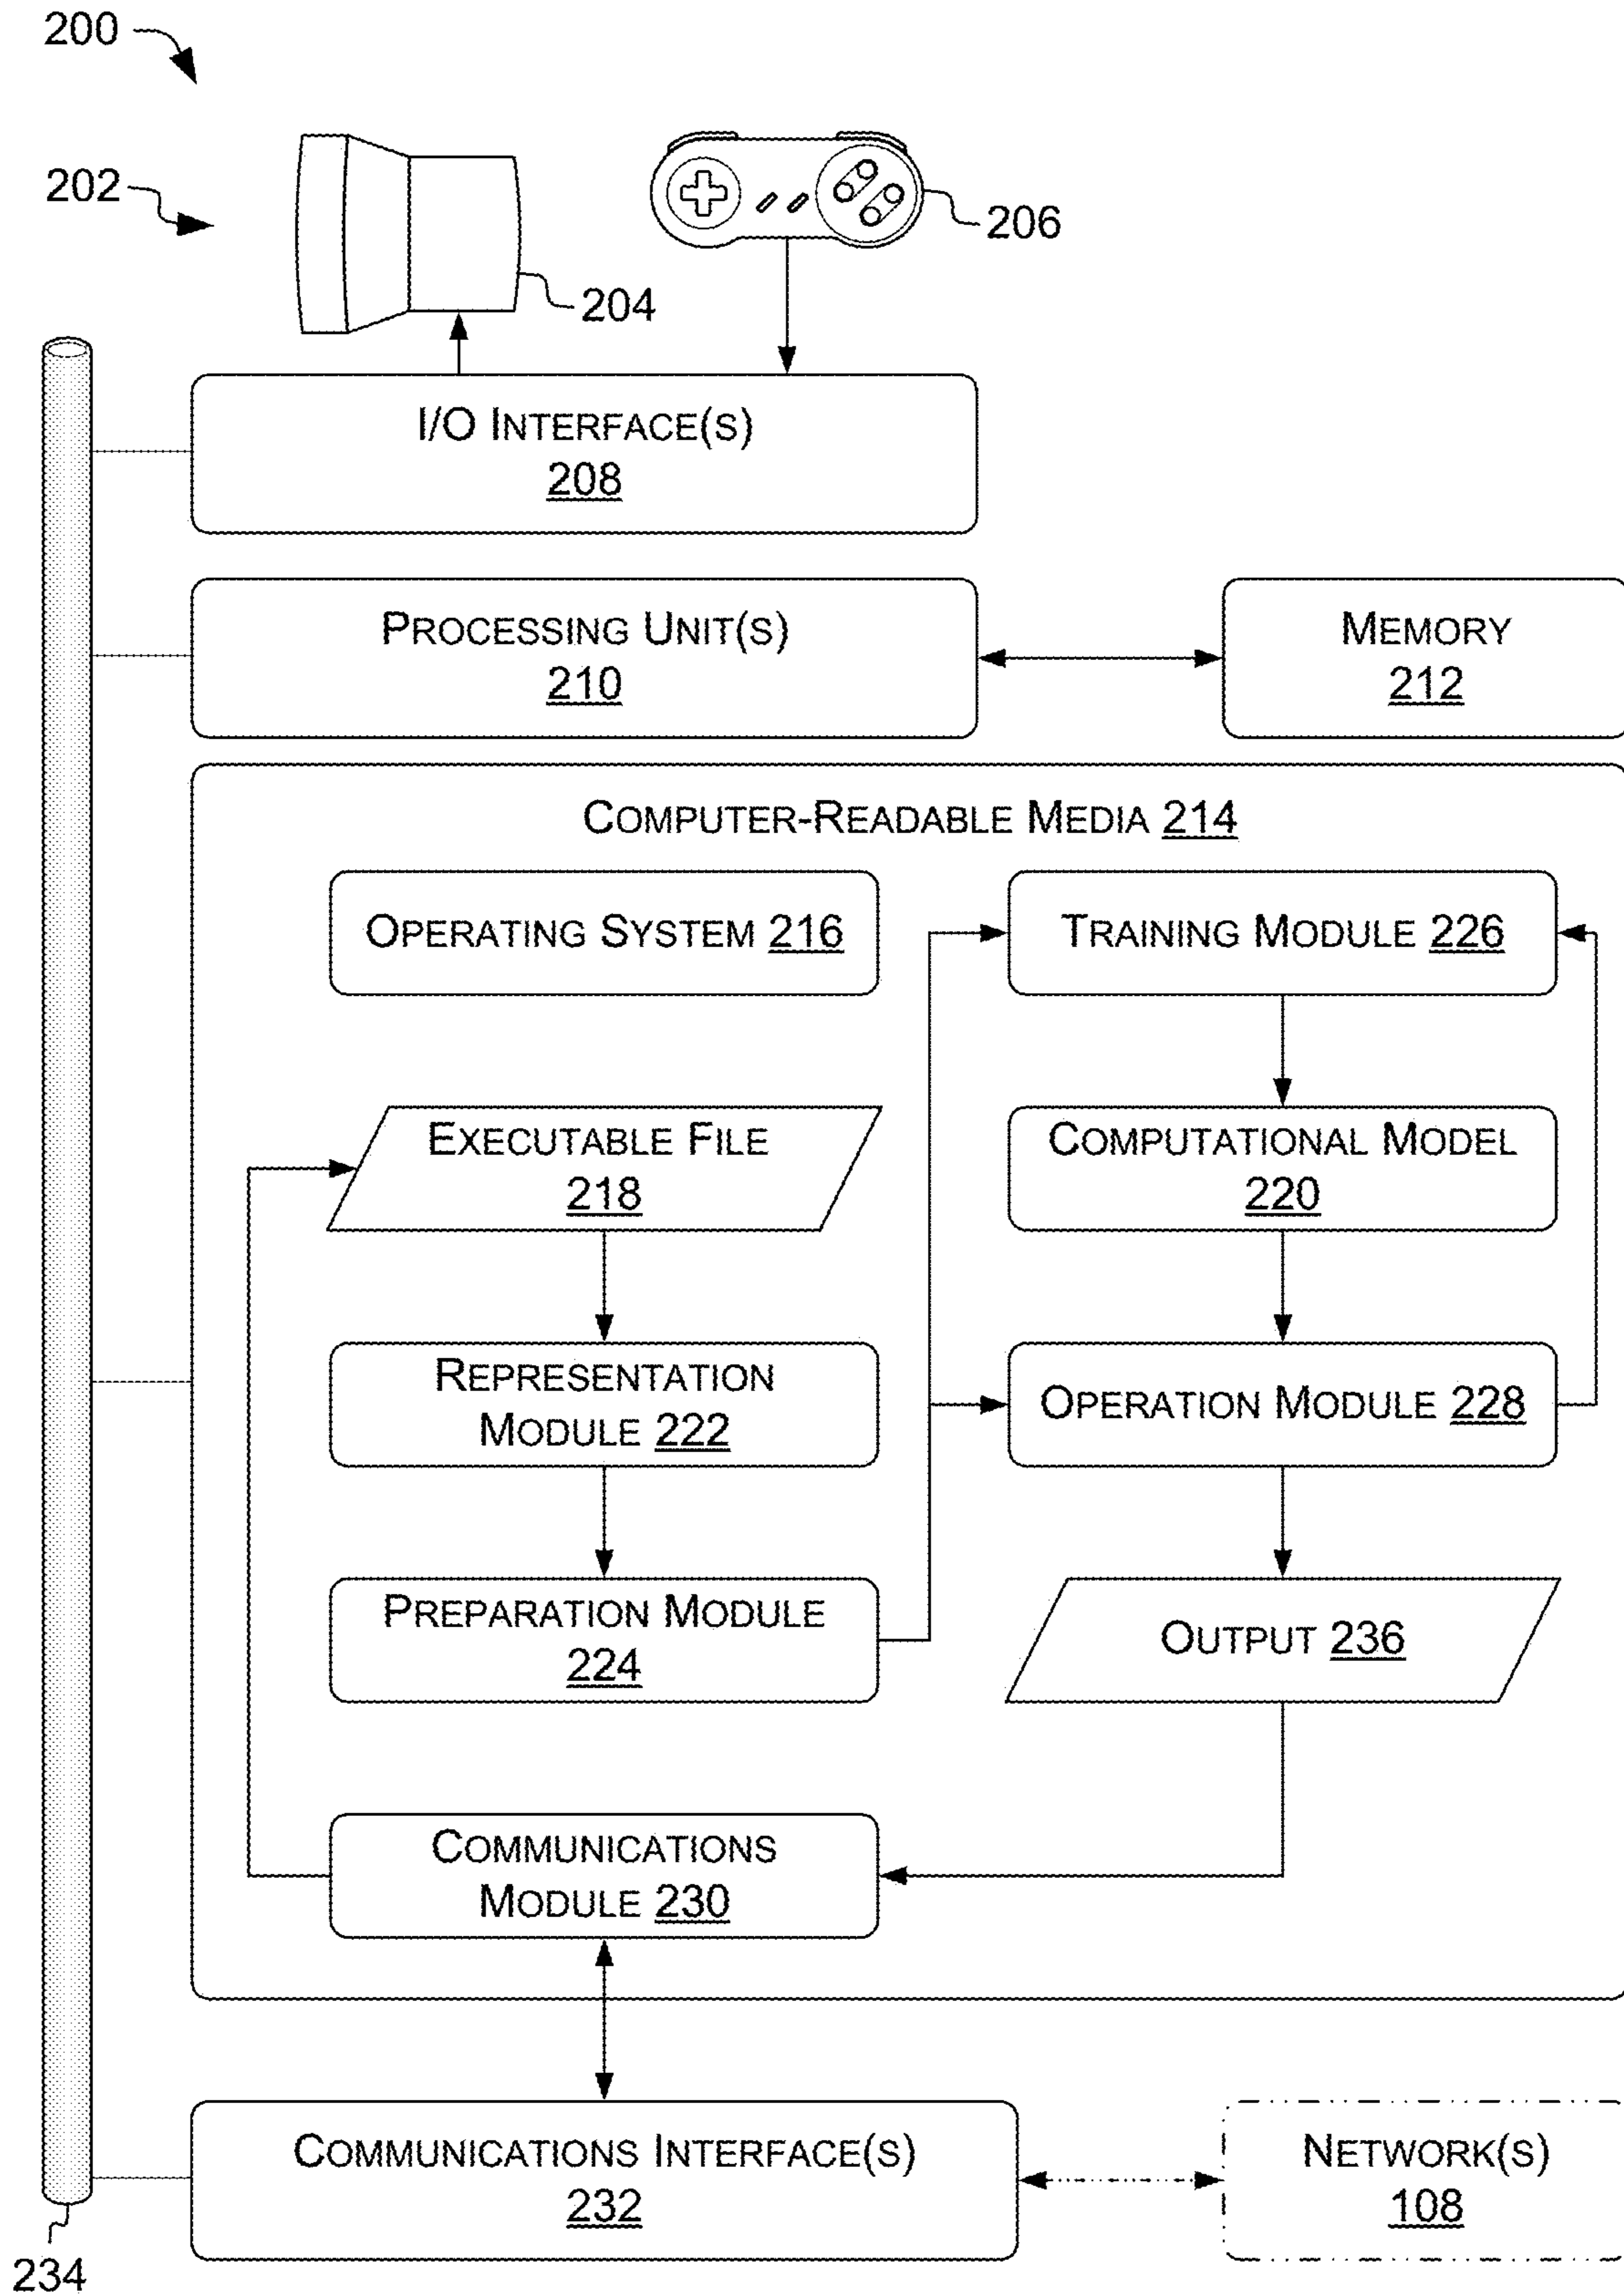 200
202
204
206
I/O INTERFACE(S)
208
PROCESSING UNIT(S)
210
MEMORY
212
COMPUTER-READABLE MEDIA 214
OPERATING SYSTEM 216
TRAINING MODULE 226
EXECUTABLE FILE
218
COMPUTATIONAL MODEL
220
REPRESENTATION
MODULE 222
OPERATION MODULE 228
PREPARATION MODULE
224
OUTPUT 236
COMMUNICATIONS
MODULE 230
COMMUNICATIONS INTERFACE(S)
232
NETWORK(S)
108
234